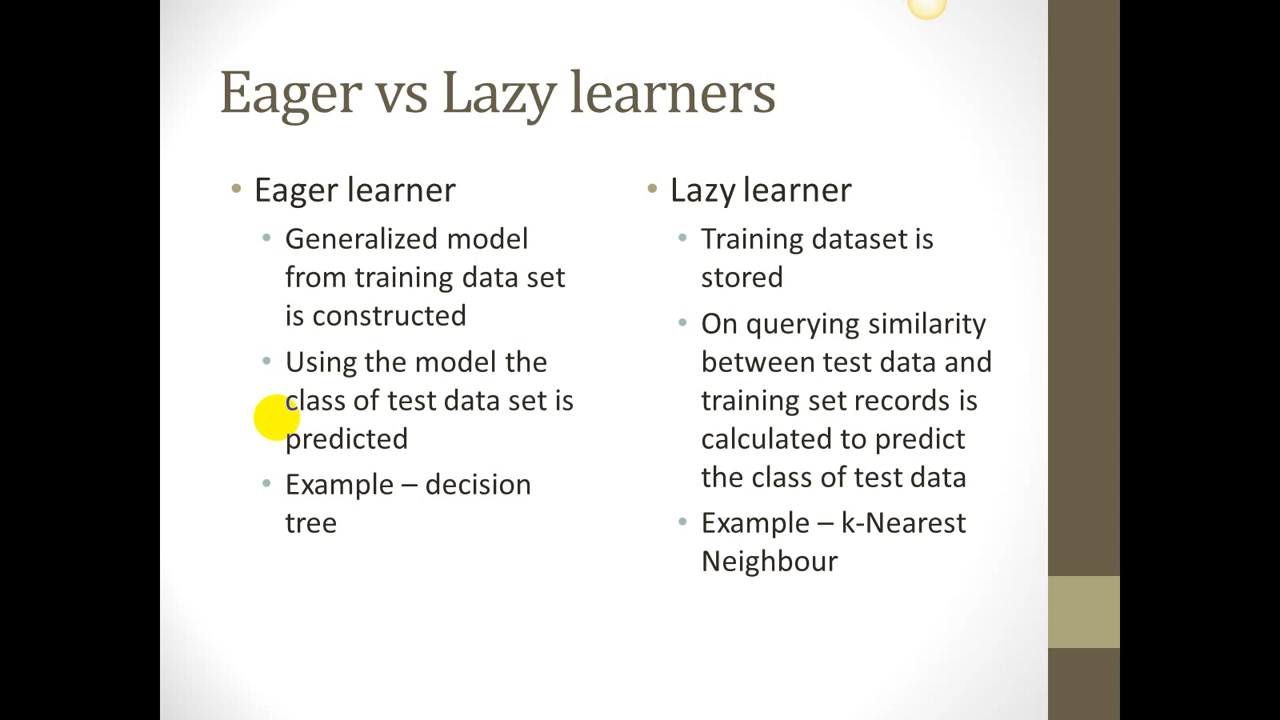 Eager vs Lazy learners
• Eager learner
• Generalized model
from training data set
is constructed
• Using the model the
class of test data set is
predicted
• Example – decision
tree
• Lazy learner
• Training dataset is
stored
• On querying similarity
between test data and
training set records is
calculated to predict
the class of test data
• Example – k-Nearest
Neighbour